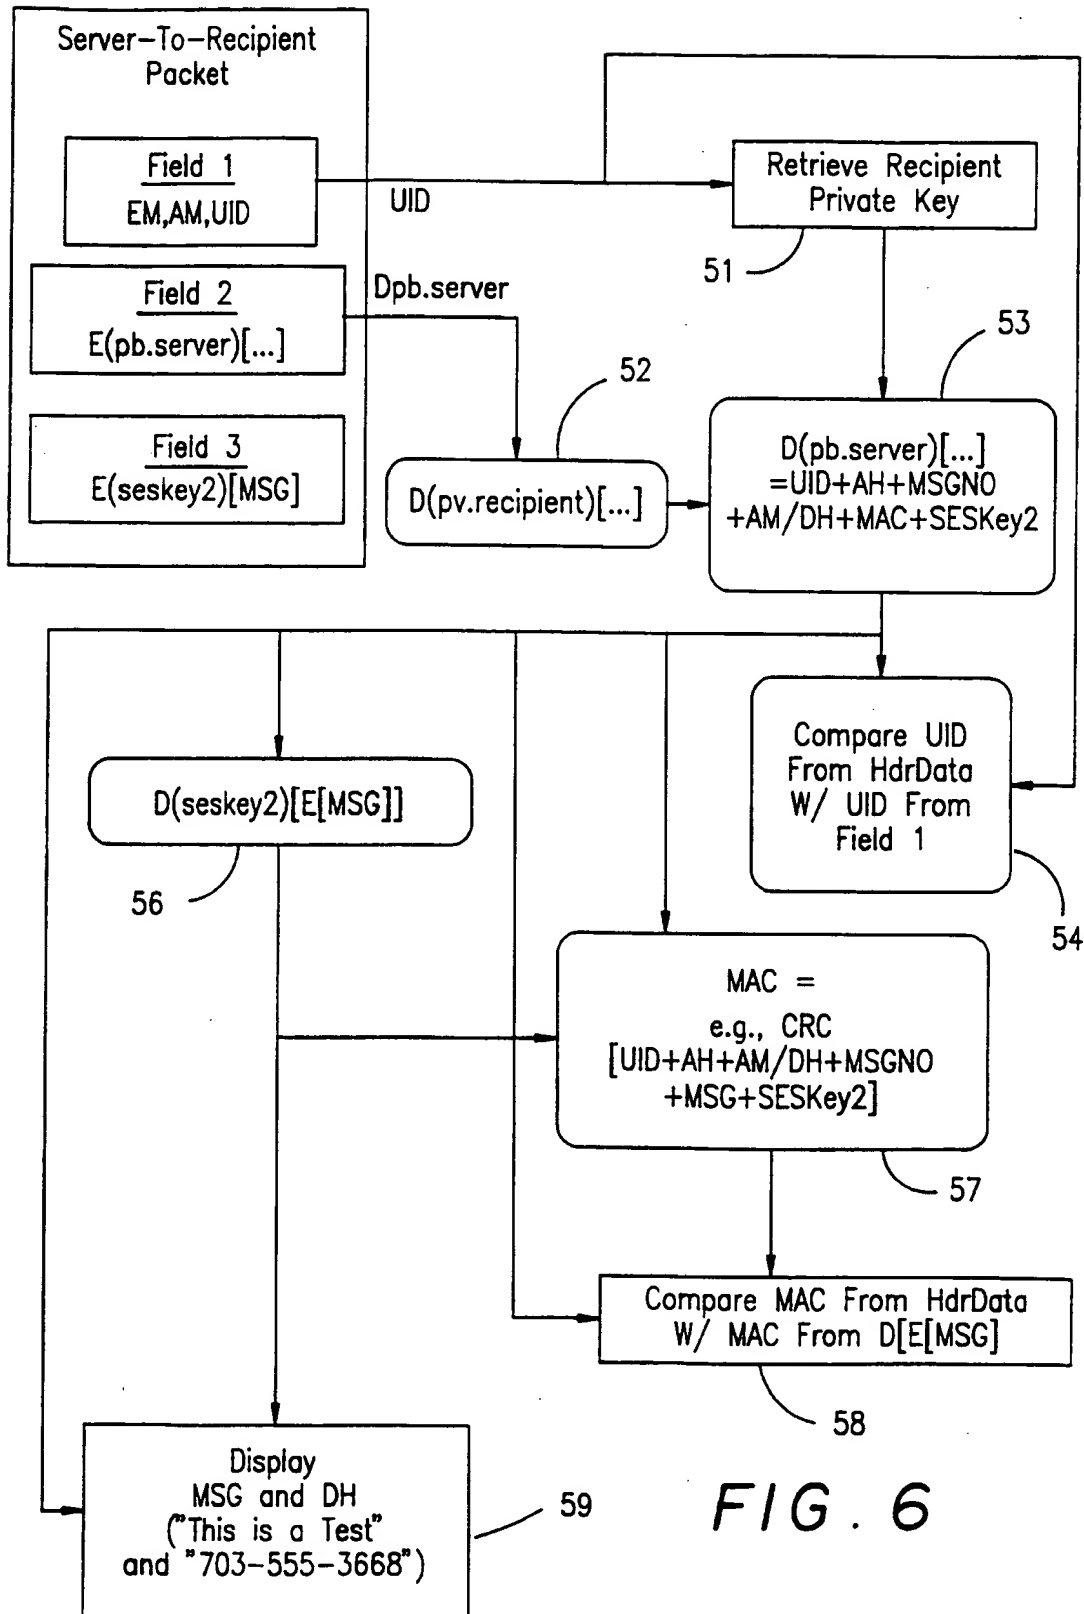 Server-To-Recipient
Packet
Field 1
EM,AM,UID
UID
Retrieve Recipient
Private Key
51
Field 2
E(pb.server)[...]
Dpb.server
53
52
Field 3
E(seskey2)[MSG]
D(pv.recipient)[...]
D(pb.server)[...]
=UID+AH+MSGNO
+AM/DH+MAC+SESKey2
Compare UID
From HdrData
W/ UID From
Field 1
54
D(seskey2)[E[MSG]]
56
MAC =
e.g., CRC
[UID+AH+AM/DH+MSGNO
+MSG+SESKey2]
57
Compare MAC From HdrData
W/ MAC From D[E[MSG]
58
Display
MSG and DH
("This is a Test"
and "703-555-3668")
59
FIG. 6